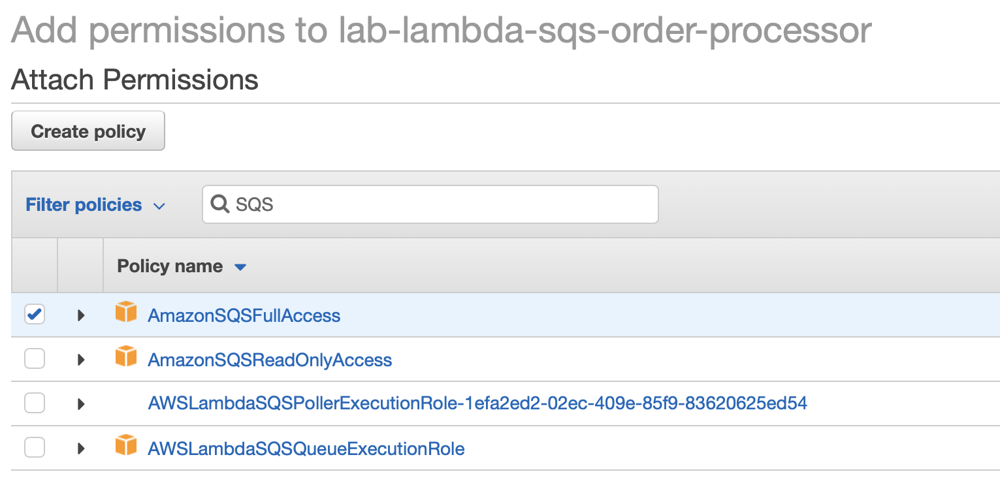 Add permissions to lab-lambda-sqs-order-processor
Attach Permissions
Create policy
Filter policies SQS
Policy name
AmazonSQSFullAccess
AmazonSQSReadOnlyAccess
AWSLambdaSQSPollerExecutionRole-1efa2ed2-02ec-409e-85f9-83620625ed54
AWSLambdaSQSQueueExecutionRole